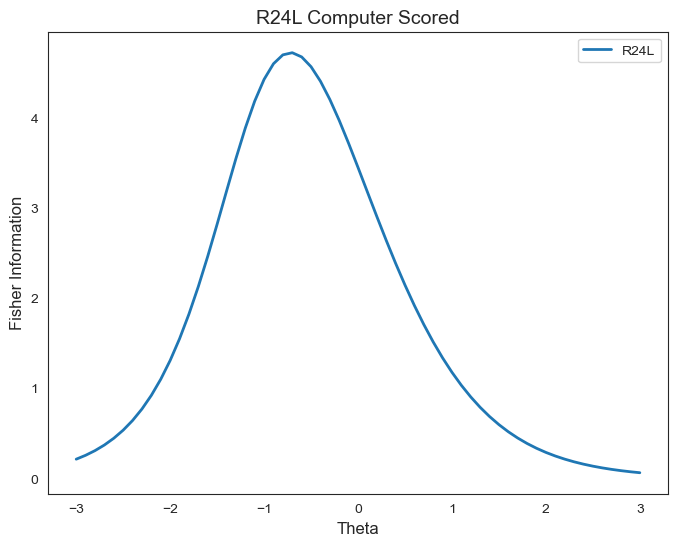 R24L Computer Scored
R24L
4
3
2
1
0
Fisher Information
−3 −2 −1 0 1 2 3
Theta